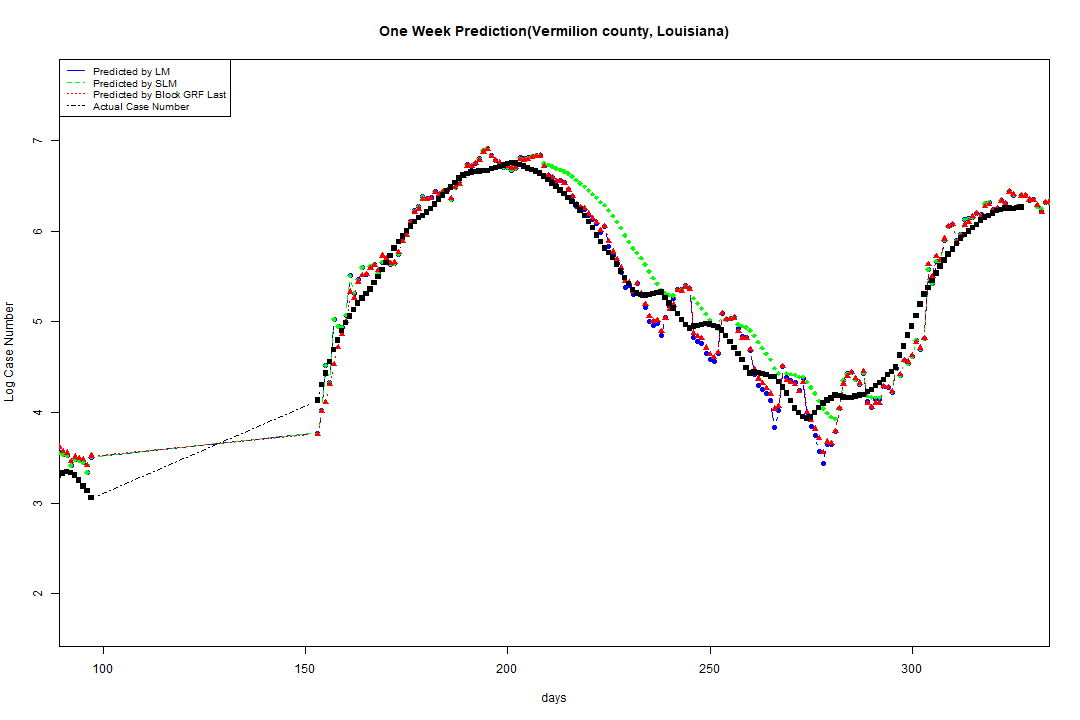 One Week Prediction(Vermilion county, Louisiana)
Predicted by LM
Predicted by SLM
Predicted by Block GRF Last
Actual Case Number
Log Case Number
7
6
5
4
3
2
100 150 200 250 300
days